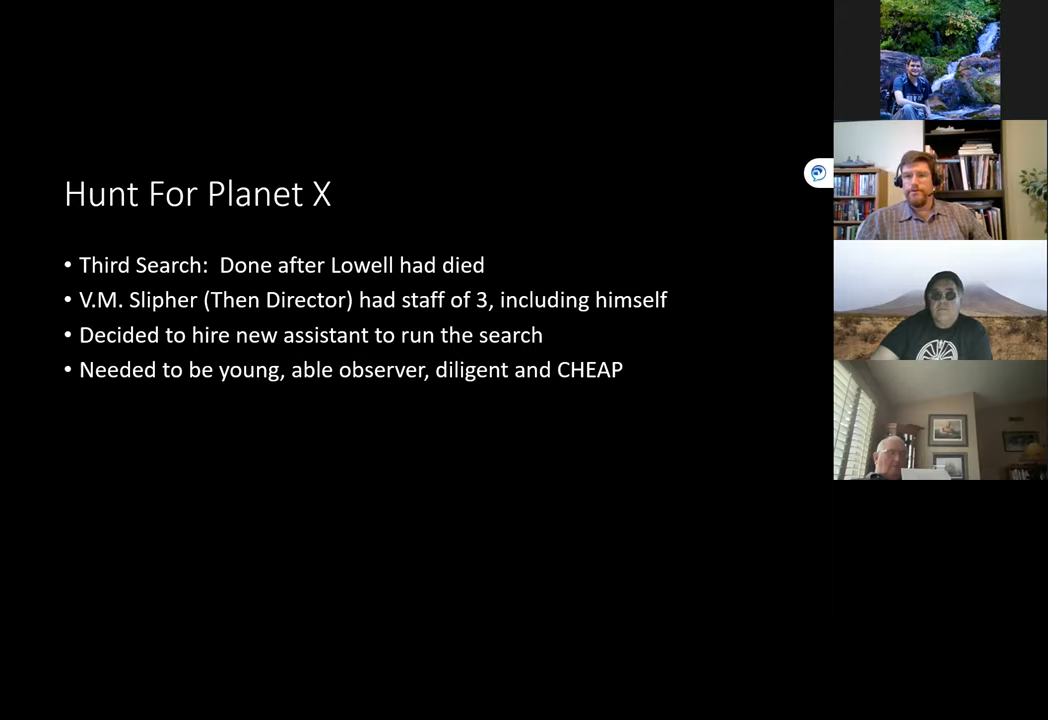 Hunt For Planet X
• Third Search:  Done after Lowell had died
• V.M. Slipher (Then Director) had staff of 3, including himself
• Decided to hire new assistant to run the search
• Needed to be young, able observer, diligent and CHEAP